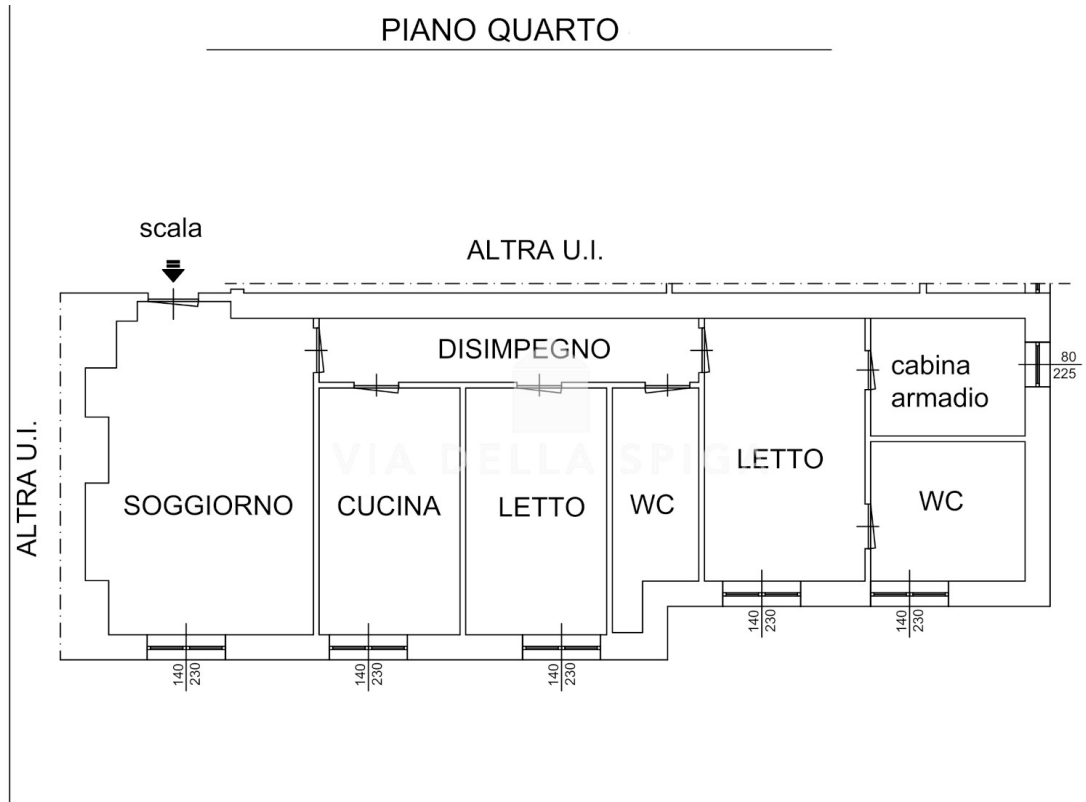 PIANO QUARTO
scala
ALTRA U.I.
DISIMPEGNO
cabina
armadio
80
225
ALTRA U.I.
VIA DELLA SPIGA
LETTO
SOGGIORNO
CUCINA
LETTO
WC
WC
140
230
140
230
140
230
140
230
140
230